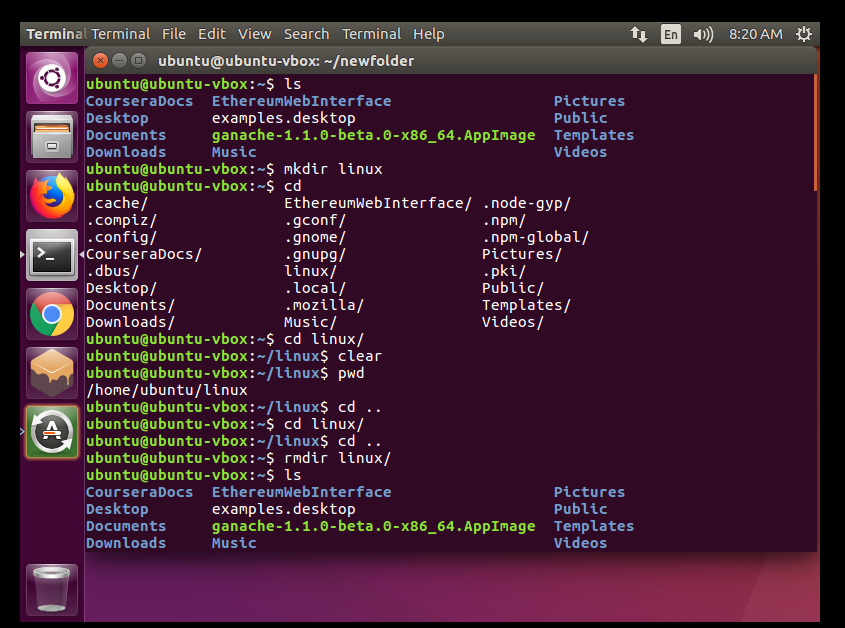 Terminal Terminal File Edit View Search Terminal Help En 8:20 AM
ubuntu@ubuntu-vbox: ~/newfolder
ubuntu@ubuntu-vbox:~$ ls
CourseraDocs EthereumWebInterface Pictures
Desktop examples.desktop Public
Documents ganache-1.1.0-beta.0-x86_64.AppImage Templates
Downloads Music Videos
ubuntu@ubuntu-vbox:~$ mkdir linux
ubuntu@ubuntu-vbox:~$ cd
.cache/ EthereumWebInterface/ .node-gyp/
.compiz/ .gconf/ .npm/
.config/ .gnome/ .npm-global/
CourseraDocs/ .gnupg/ Pictures/
.dbus/ linux/ .pki/
Desktop/ .local/ Public/
Documents/ .mozilla/ Templates/
Downloads/ Music/ Videos/
ubuntu@ubuntu-vbox:~$ cd linux/
ubuntu@ubuntu-vbox:~/linux$ clear
ubuntu@ubuntu-vbox:~/linux$ pwd
/home/ubuntu/linux
ubuntu@ubuntu-vbox:~/linux$ cd ..
ubuntu@ubuntu-vbox:~$ cd linux/
ubuntu@ubuntu-vbox:~/linux$ cd ..
ubuntu@ubuntu-vbox:~$ rmdir linux/
ubuntu@ubuntu-vbox:~$ ls
CourseraDocs EthereumWebInterface Pictures
Desktop examples.desktop Public
Documents ganache-1.1.0-beta.0-x86_64.AppImage Templates
Downloads Music Videos